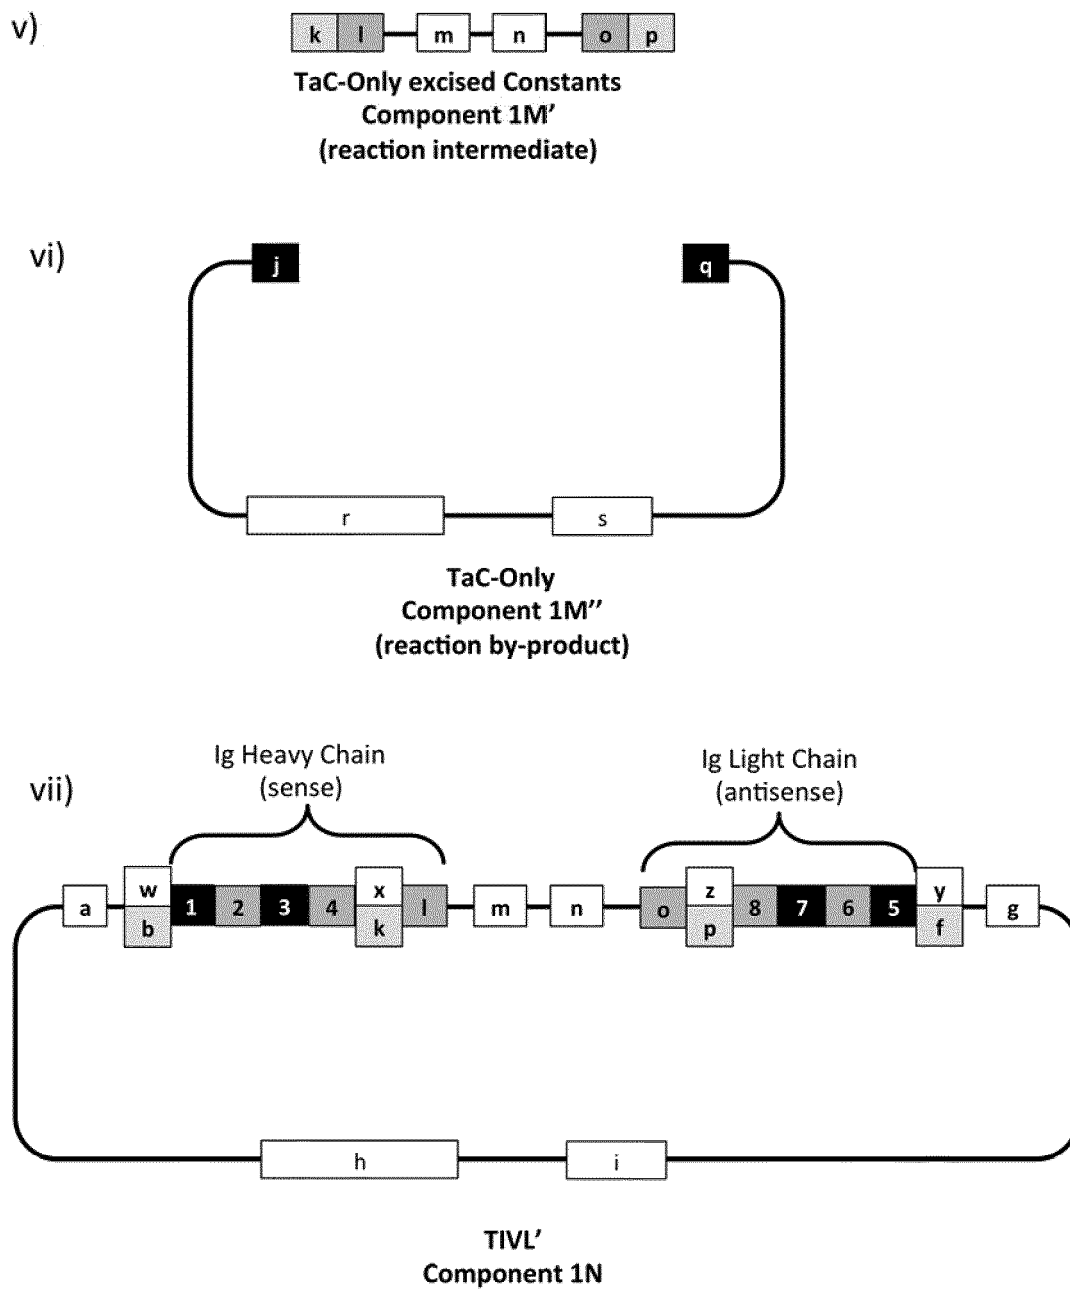 v)
k l m n o p
TaC-Only excised Constants
Component 1M’
(reaction intermediate)
vi)
j q
r s
TaC-Only
Component 1M’’
(reaction by-product)
Ig Heavy Chain
(sense)
Ig Light Chain
(antisense)
vii)
w x z y
a 1 2 3 4 l m n o 8 7 6 5 g
b k p f
h i
TIVL’
Component 1N